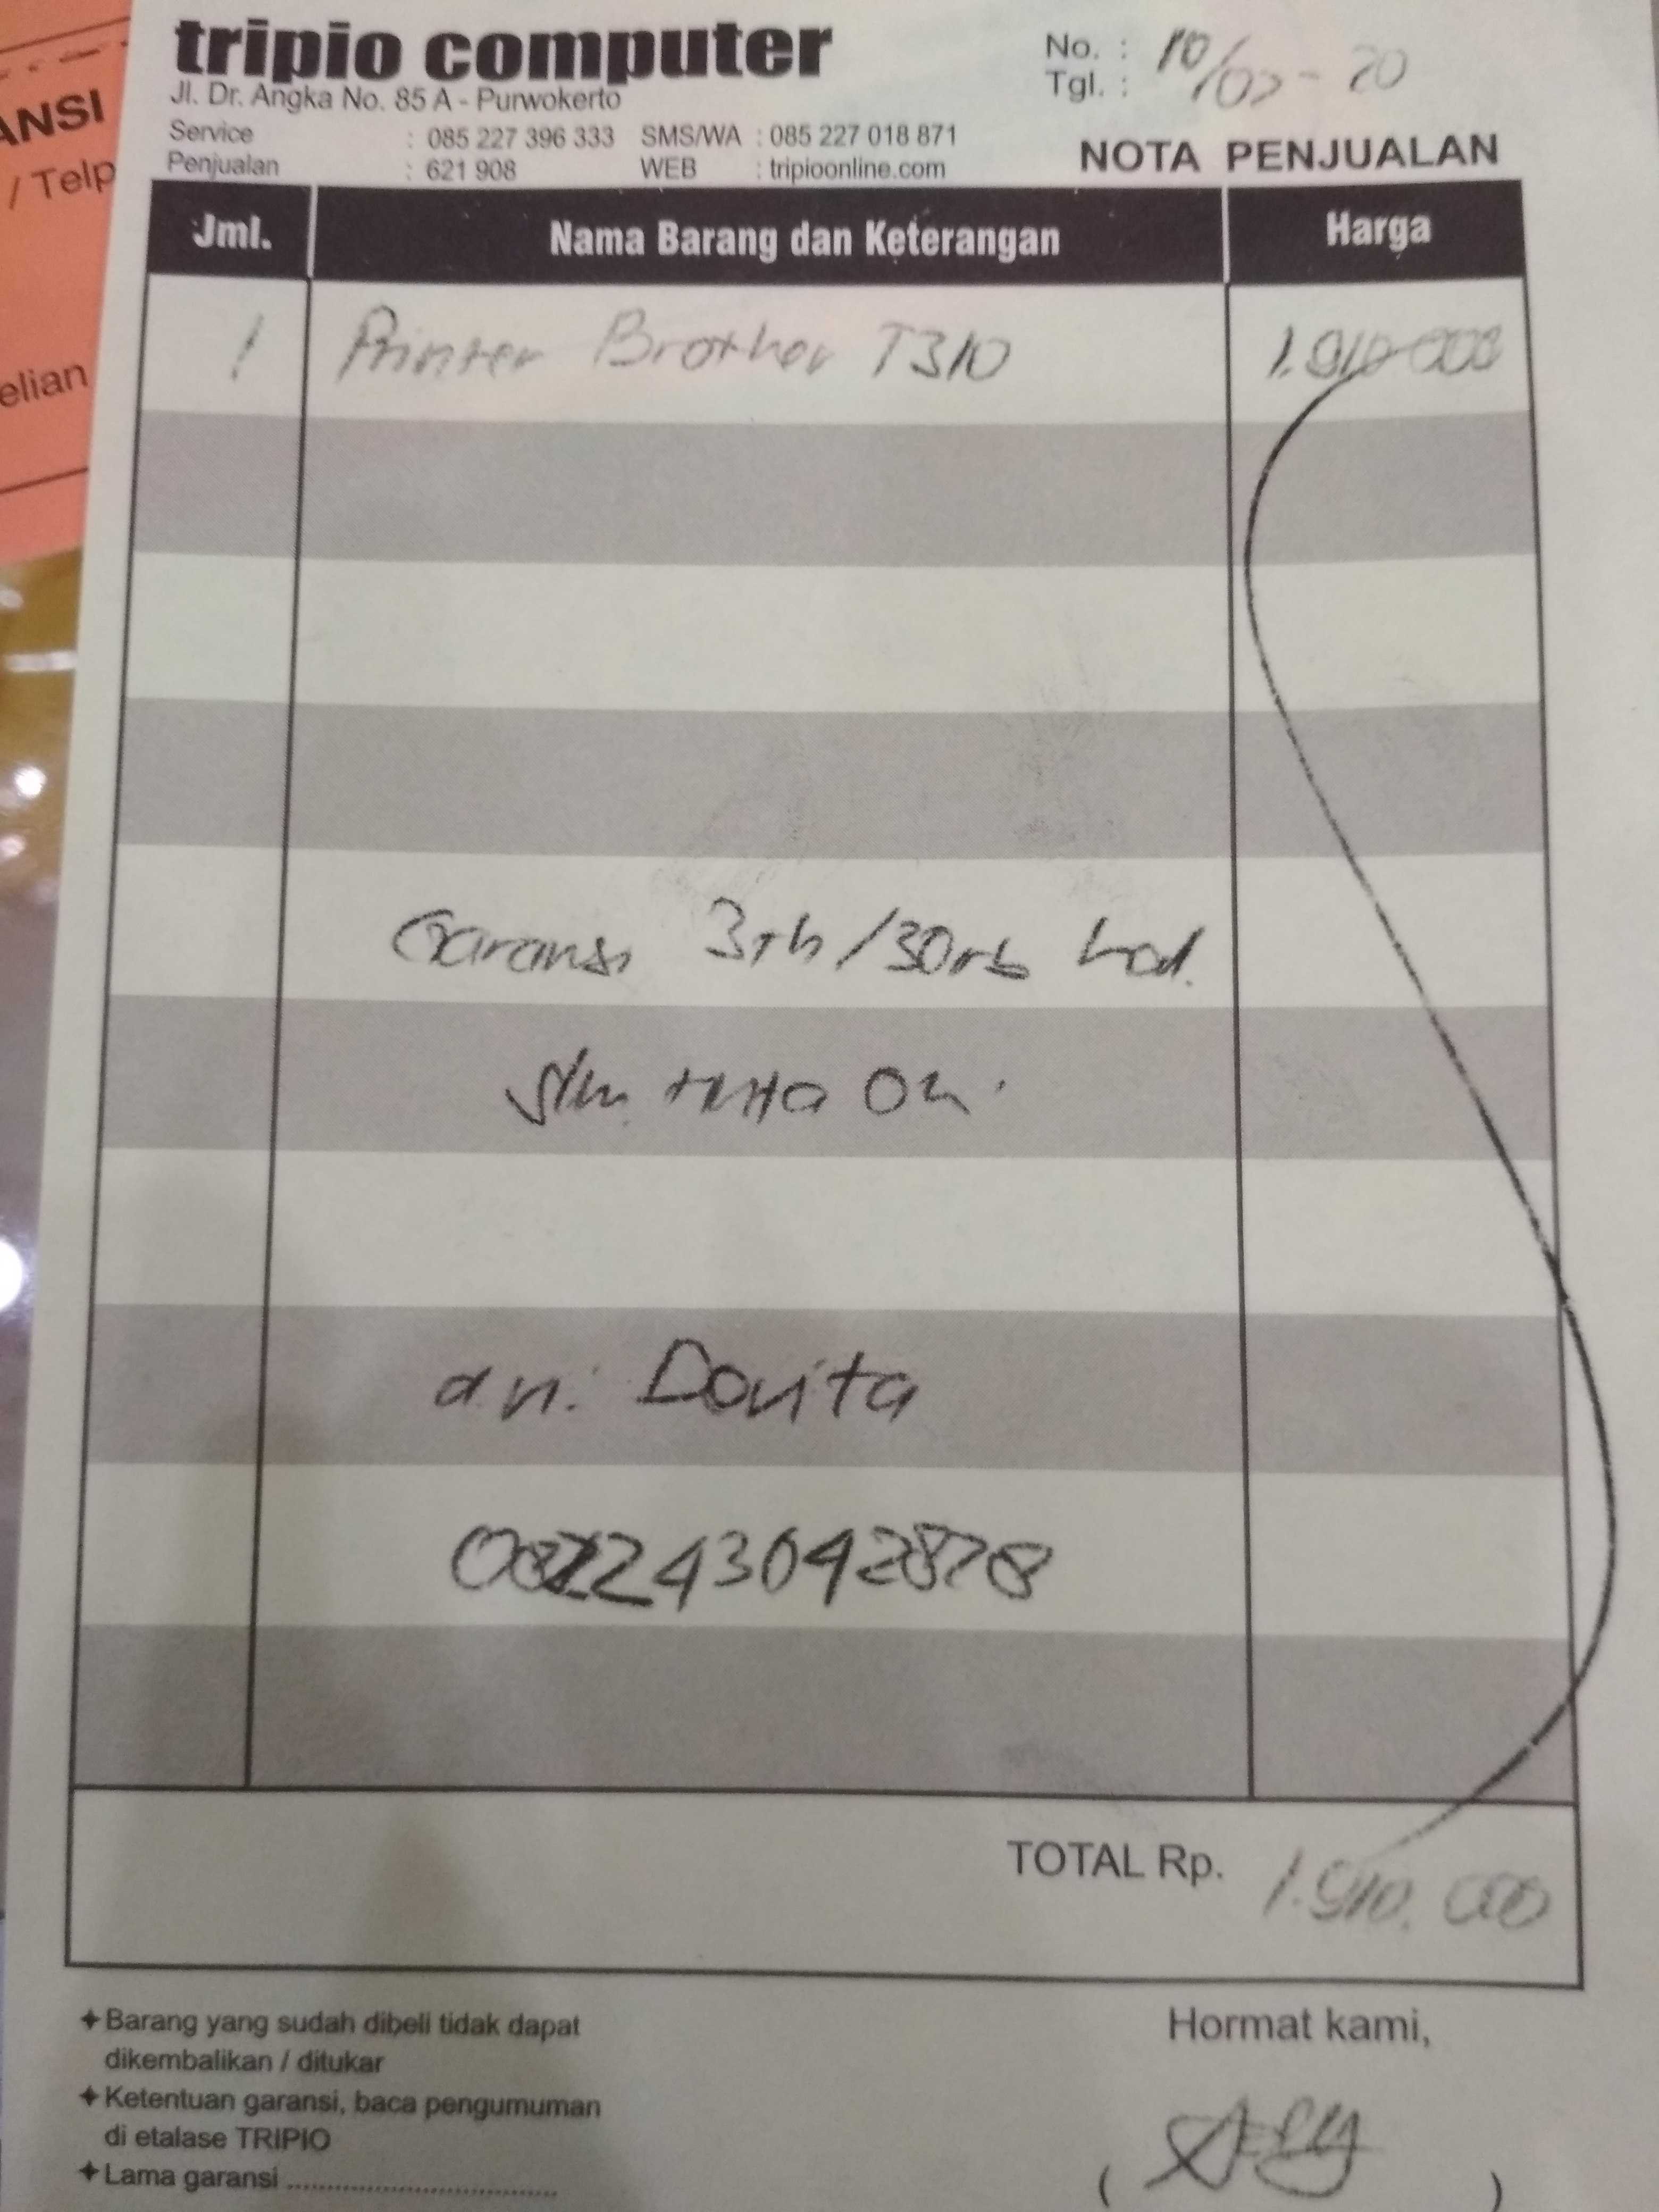 ANSI
/ Telp
elian
tripio computer
Jl. Dr. Angka No. 85 A - Purwokerto
Service : 085 227 396 333 SMS/WA : 085 227 018 871
Penjualan : 621 908 WEB : tripioonline.com
No. :
Tgl. : 10/02-20
NOTA PENJUALAN
Jml. Nama Barang dan Keterangan Harga
1 Printer Brother T310 1.910.000
Garansi 3th/30rb
a.n. Dovita
TOTAL Rp. 1.910.000
✦ Barang yang sudah dibeli tidak dapat
dikembalikan / ditukar
✦ Ketentuan garansi, baca pengumuman
di etalase TRIPIO
✦ Lama garansi ........................................
Hormat kami,
( )